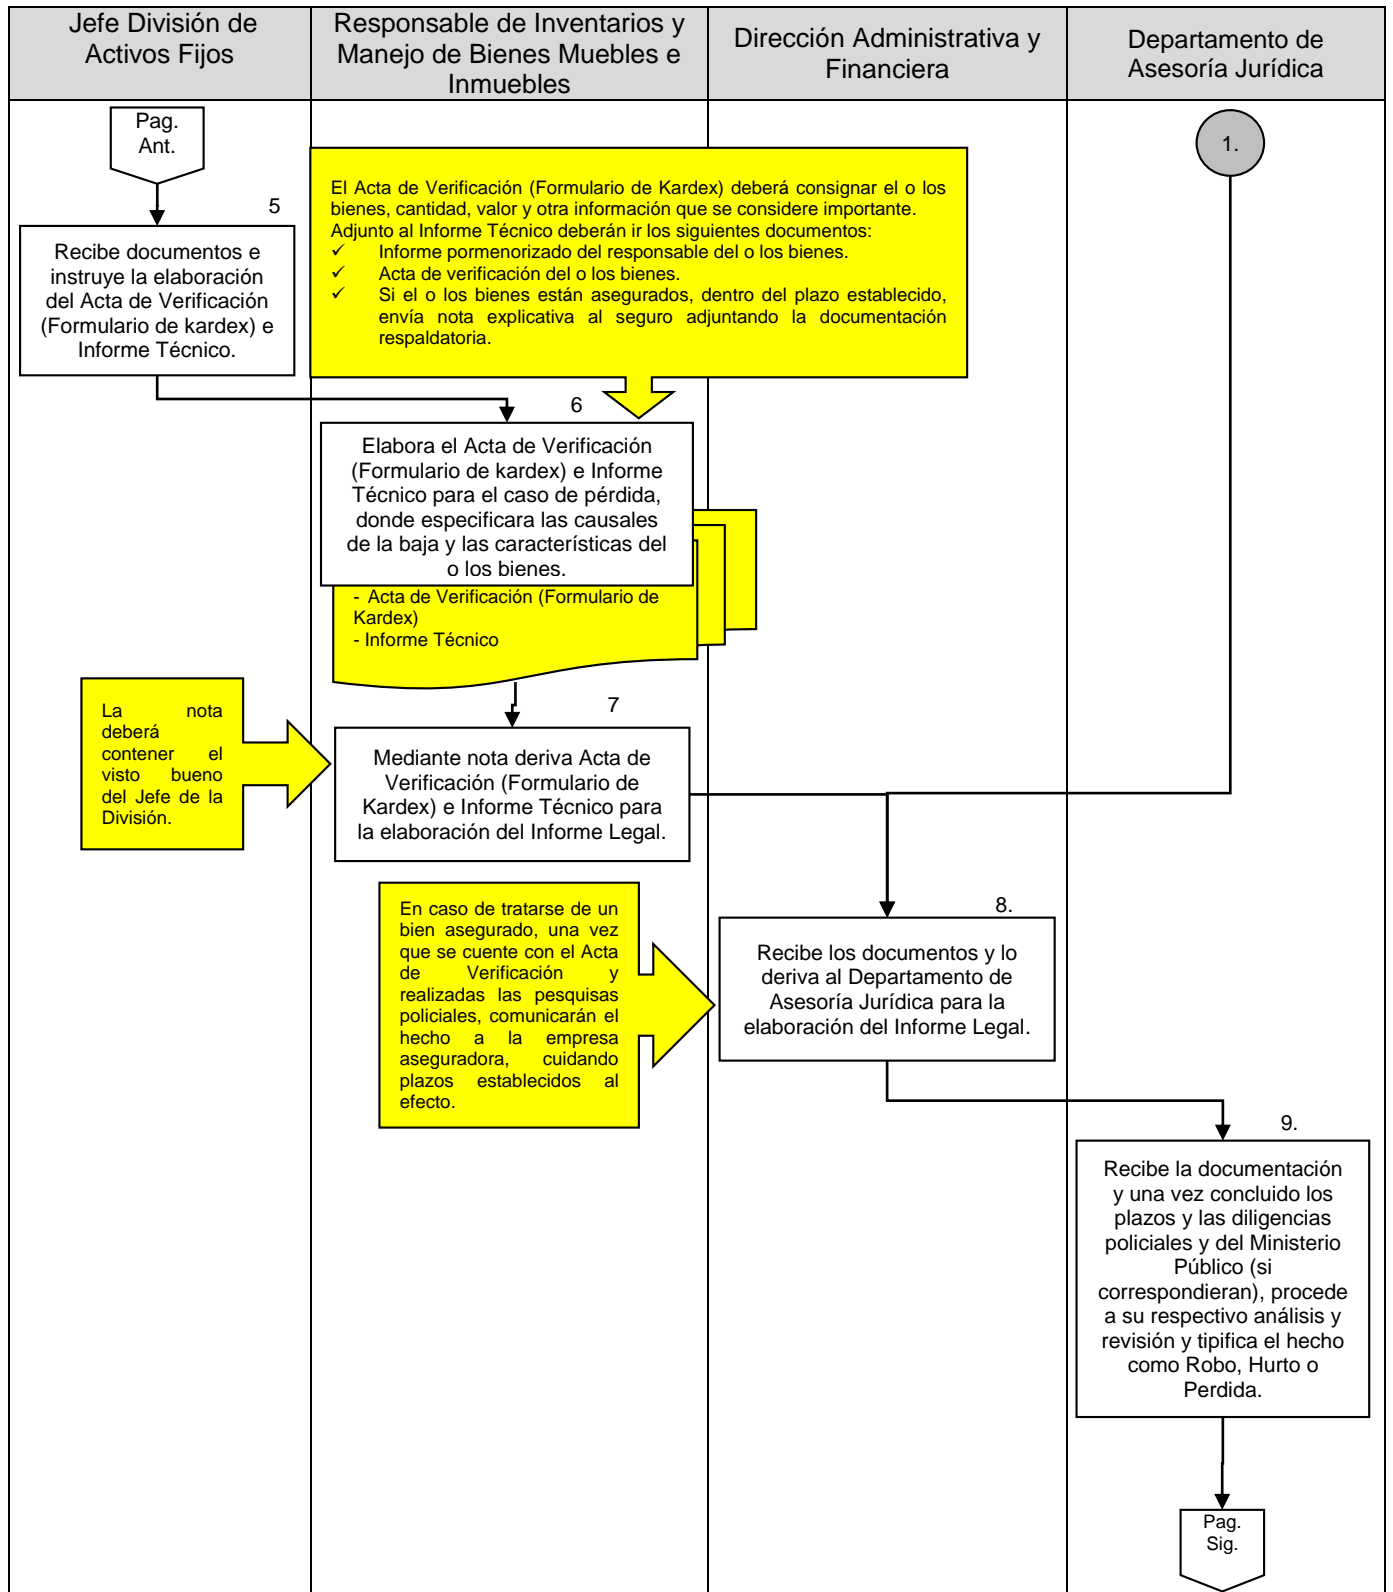 Jefe División de
Activos Fijos
Responsable de Inventarios y
Manejo de Bienes Muebles e
Inmuebles
Dirección Administrativa y
Financiera
Departamento de
Asesoría Jurídica
Pag.
Ant.
1.
El Acta de Verificación (Formulario de Kardex) deberá consignar el o los
bienes, cantidad, valor y otra información que se considere importante.
Adjunto al Informe Técnico deberán ir los siguientes documentos:
✓ Informe pormenorizado del responsable del o los bienes.
✓ Acta de verificación del o los bienes.
✓ Si el o los bienes están asegurados, dentro del plazo establecido,
envía nota explicativa al seguro adjuntando la documentación
respaldatoria.
5
Recibe documentos e
instruye la elaboración
del Acta de Verificación
(Formulario de kardex) e
Informe Técnico.
6
Elabora el Acta de Verificación
(Formulario de kardex) e Informe
Técnico para el caso de pérdida,
donde especificara las causales
de la baja y las características del
o los bienes.
- Acta de Verificación (Formulario de
Kardex)
- Informe Técnico
7
La nota
deberá
contener el
visto bueno
del Jefe de la
División.
Mediante nota deriva Acta de
Verificación (Formulario de
Kardex) e Informe Técnico para
la elaboración del Informe Legal.
En caso de tratarse de un
bien asegurado, una vez
que se cuente con el Acta
de Verificación y
realizadas las pesquisas
policiales, comunicarán el
hecho a la empresa
aseguradora, cuidando
plazos establecidos al
efecto.
8.
Recibe los documentos y lo
deriva al Departamento de
Asesoría Jurídica para la
elaboración del Informe Legal.
9.
Recibe la documentación
y una vez concluido los
plazos y las diligencias
policiales y del Ministerio
Público (si
correspondieran), procede
a su respectivo análisis y
revisión y tipifica el hecho
como Robo, Hurto o
Perdida.
Pag.
Sig.